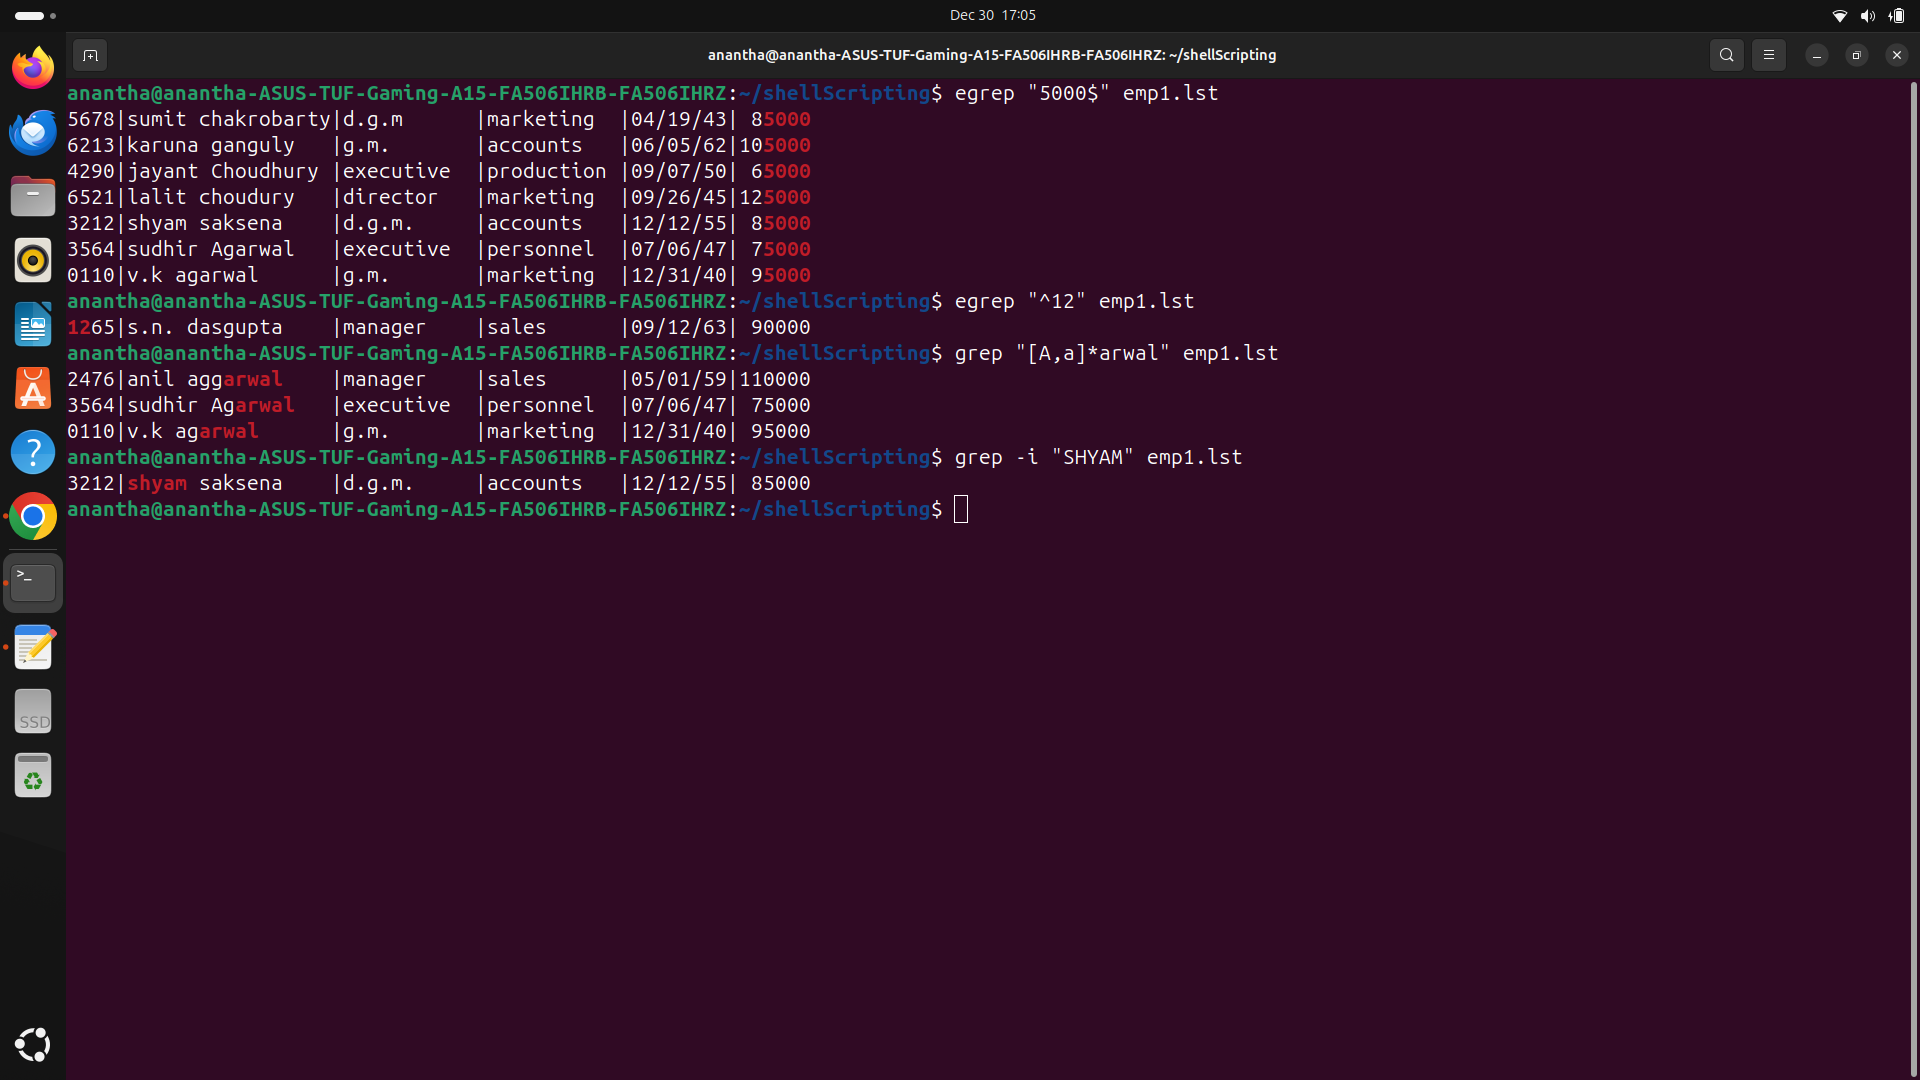 Dec 30 17:05
anantha@anantha-ASUS-TUF-Gaming-A15-FA506IHRB-FA506IHRZ: ~/shellScripting
anantha@anantha-ASUS-TUF-Gaming-A15-FA506IHRB-FA506IHRZ:~/shellScripting$ egrep "5000$" emp1.lst
5678|sumit chakrobarty|d.g.m      |marketing  |04/19/43| 85000
6213|karuna ganguly   |g.m.       |accounts   |06/05/62|105000
4290|jayant Choudhury |executive  |production |09/07/50| 65000
6521|lalit choudury   |director   |marketing  |09/26/45|125000
3212|shyam saksena    |d.g.m.     |accounts   |12/12/55| 85000
3564|sudhir Agarwal   |executive  |personnel  |07/06/47| 75000
0110|v.k agarwal      |g.m.       |marketing  |12/31/40| 95000
anantha@anantha-ASUS-TUF-Gaming-A15-FA506IHRB-FA506IHRZ:~/shellScripting$ egrep "^12" emp1.lst
1265|s.n. dasgupta    |manager    |sales      |09/12/63| 90000
anantha@anantha-ASUS-TUF-Gaming-A15-FA506IHRB-FA506IHRZ:~/shellScripting$ grep "[A,a]*arwal" emp1.lst
2476|anil aggarwal    |manager    |sales      |05/01/59|110000
3564|sudhir Agarwal   |executive  |personnel  |07/06/47| 75000
0110|v.k agarwal      |g.m.       |marketing  |12/31/40| 95000
anantha@anantha-ASUS-TUF-Gaming-A15-FA506IHRB-FA506IHRZ:~/shellScripting$ grep -i "SHYAM" emp1.lst
3212|shyam saksena    |d.g.m.     |accounts   |12/12/55| 85000
anantha@anantha-ASUS-TUF-Gaming-A15-FA506IHRB-FA506IHRZ:~/shellScripting$
SSD